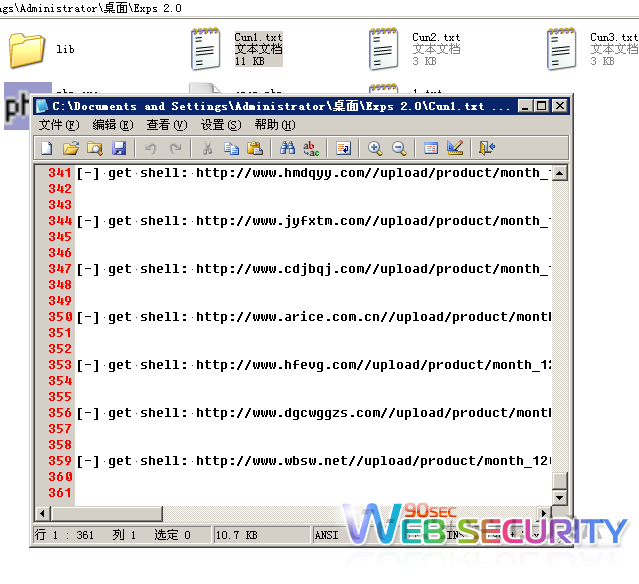 ngs\Administrator\桌面\Exps 2.0
lib
Cun1.txt
文本文档
11 KB
Cun2.txt
文本文档
3 KB
Cun3.txt
文本文档
3 KB
C:\Documents and Settings\Administrator\桌面\Exps 2.0\Cun1.txt ...
文件(F) 编辑(E) 查看(V) 设置(S) 帮助(H)
341 [-] get shell: http://www.hmdqyy.com//upload/product/month_
342
343
344 [-] get shell: http://www.jyfxtm.com//upload/product/month_
345
346
347 [-] get shell: http://www.cdjbqj.com//upload/product/month_
348
349
350 [-] get shell: http://www.arice.com.cn//upload/product/month
351
352
353 [-] get shell: http://www.hfevg.com//upload/product/month_12
354
355
356 [-] get shell: http://www.dgcwggzs.com//upload/product/month
357
358
359 [-] get shell: http://www.wbsw.net//upload/product/month_12
360
361
行 1 : 361 列 1 选定 0 10.7 KB ANSI INS
90SEC
WEB SECURITY